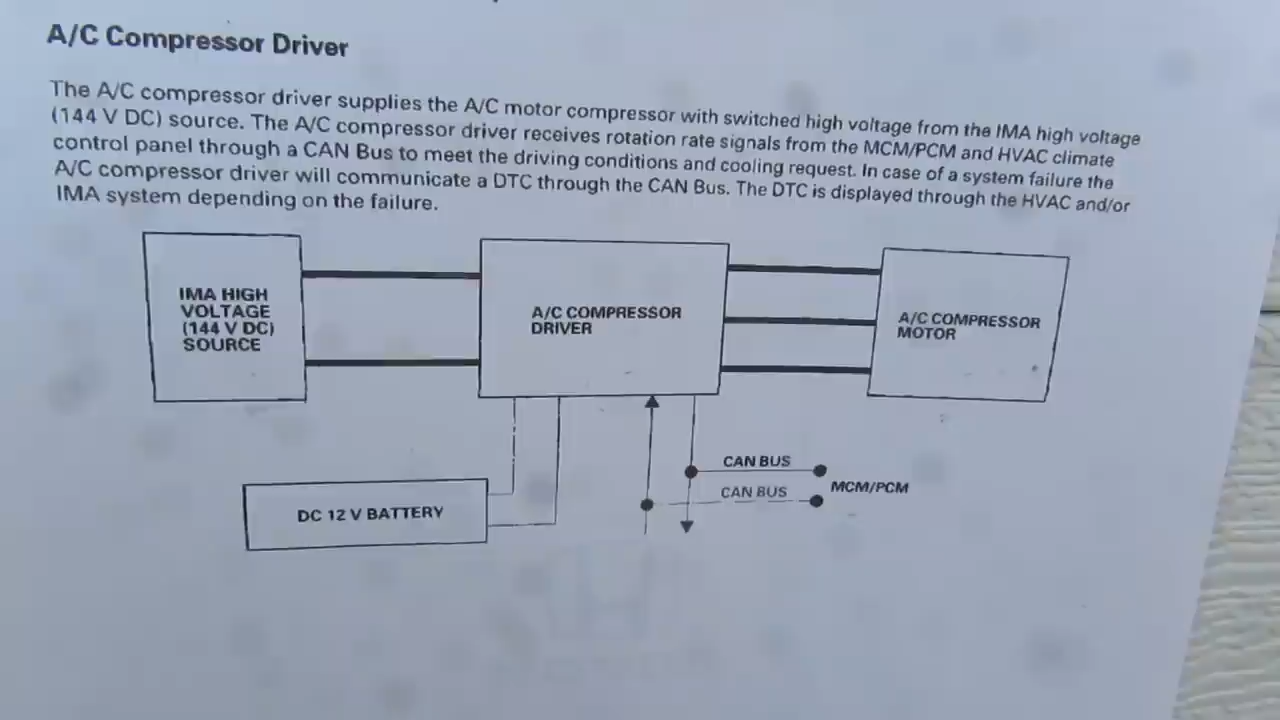 A/C Compressor Driver
The A/C compressor driver supplies the A/C motor compressor with switched high voltage from the IMA high voltage
(144 V DC) source. The A/C compressor driver receives rotation rate signals from the MCM/PCM and HVAC climate
control panel through a CAN Bus to meet the driving conditions and cooling request. In case of a system failure the
A/C compressor driver will communicate a DTC through the CAN Bus. The DTC is displayed through the HVAC and/or
IMA system depending on the failure.
IMA HIGH
VOLTAGE
(144 V DC)
SOURCE
A/C COMPRESSOR
DRIVER
A/C COMPRESSOR
MOTOR
CAN BUS
CAN BUS
MCM/PCM
DC 12 V BATTERY